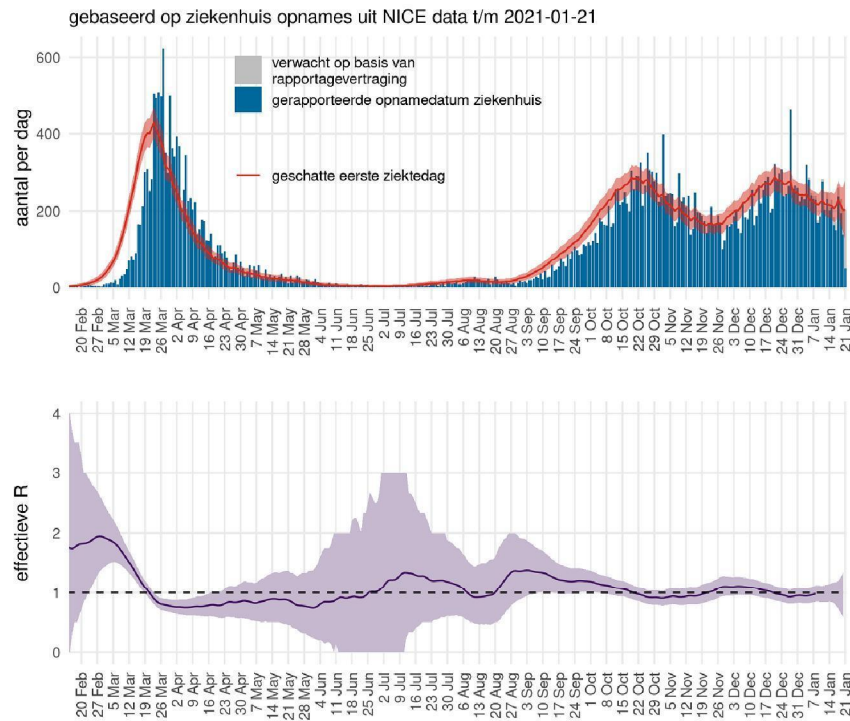 gebaseerd op ziekenhuis opnames uit NICE data t/m 2021-01-21
aantal per dag
600
400
200
0
verwacht op basis van
rapportagevertraging
gerapporteerde opnamedatum ziekenhuis
geschatte eerste ziektedag
20 Feb
27 Feb
5 Mar
12 Mar
19 Mar
26 Mar
2 Apr
9 Apr
16 Apr
23 Apr
30 Apr
7 May
14 May
21 May
28 May
4 Jun
11 Jun
18 Jun
25 Jun
2 Jul
9 Jul
16 Jul
23 Jul
30 Jul
6 Aug
13 Aug
20 Aug
27 Aug
3 Sep
10 Sep
17 Sep
24 Sep
1 Oct
8 Oct
15 Oct
22 Oct
29 Oct
5 Nov
12 Nov
19 Nov
26 Nov
3 Dec
10 Dec
17 Dec
24 Dec
31 Dec
7 Jan
14 Jan
21 Jan
effectieve R
4
3
2
1
0
20 Feb
27 Feb
5 Mar
12 Mar
19 Mar
26 Mar
2 Apr
9 Apr
16 Apr
23 Apr
30 Apr
7 May
14 May
21 May
28 May
4 Jun
11 Jun
18 Jun
25 Jun
2 Jul
9 Jul
16 Jul
23 Jul
30 Jul
6 Aug
13 Aug
20 Aug
27 Aug
3 Sep
10 Sep
17 Sep
24 Sep
1 Oct
8 Oct
15 Oct
22 Oct
29 Oct
5 Nov
12 Nov
19 Nov
26 Nov
3 Dec
10 Dec
17 Dec
24 Dec
31 Dec
7 Jan
14 Jan
21 Jan